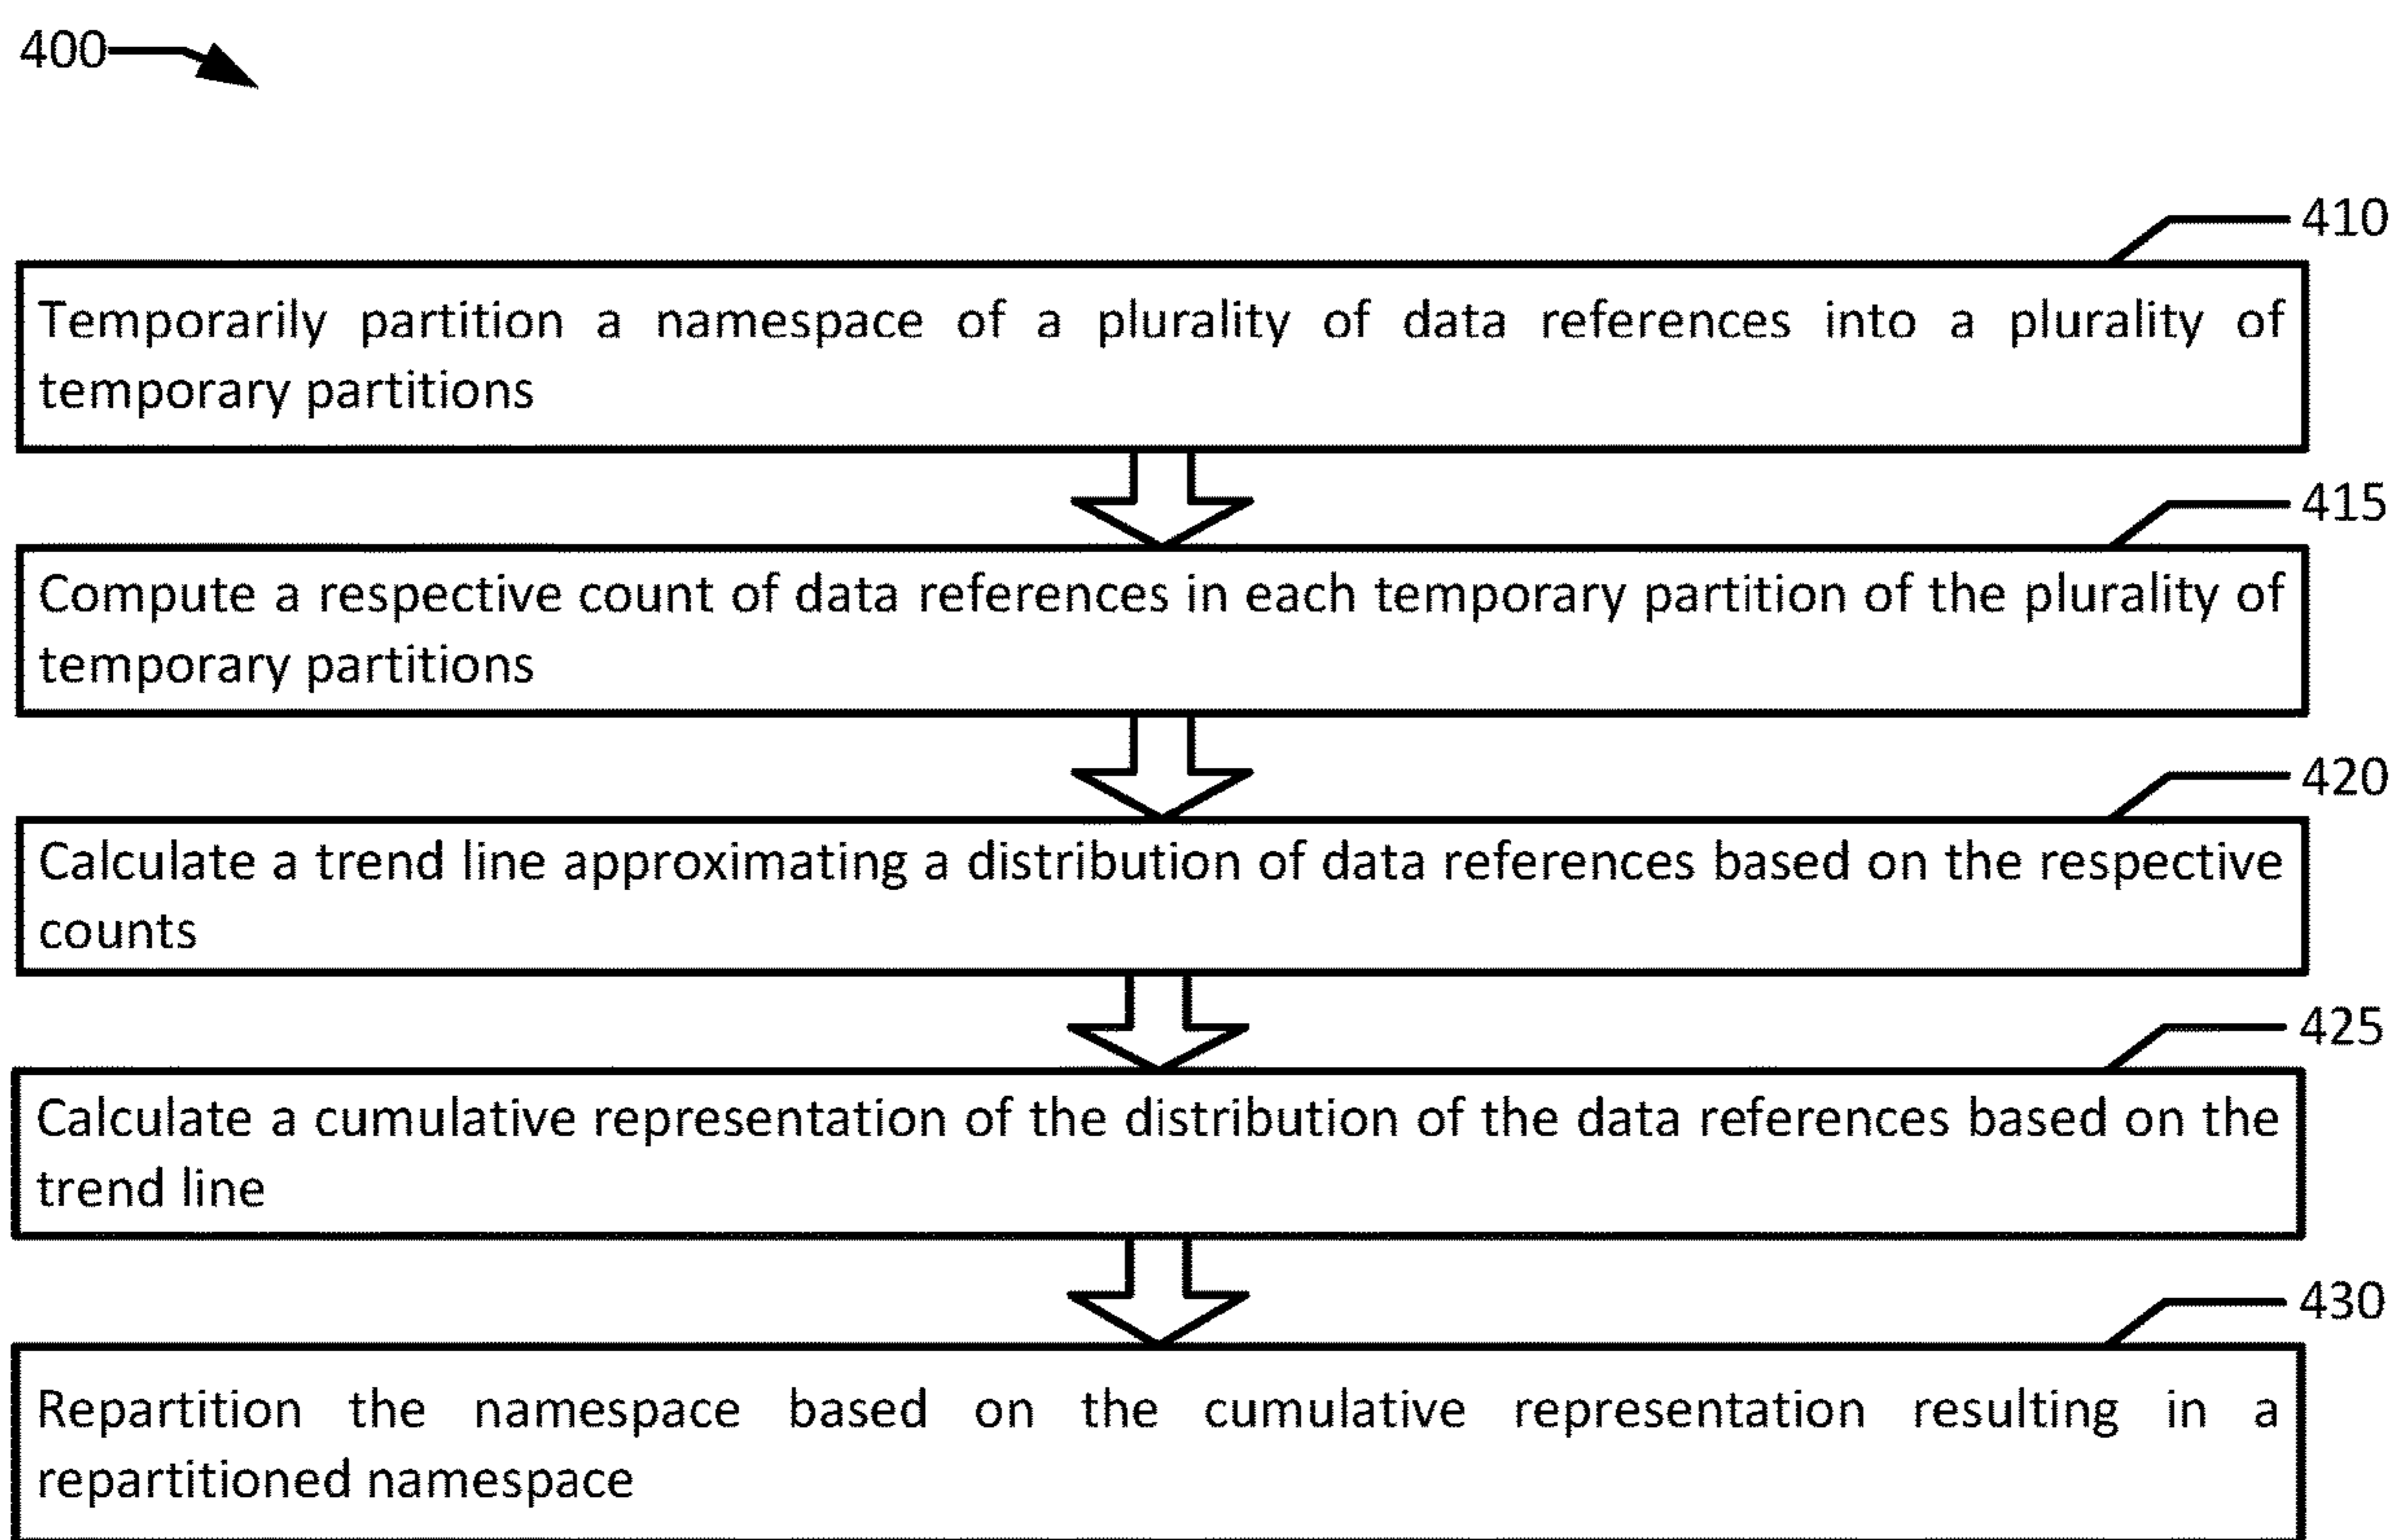 400
410
Temporarily partition a namespace of a plurality of data references into a plurality of
temporary partitions
415
Compute a respective count of data references in each temporary partition of the plurality of
temporary partitions
420
Calculate a trend line approximating a distribution of data references based on the respective
counts
425
Calculate a cumulative representation of the distribution of the data references based on the
trend line
430
Repartition the namespace based on the cumulative representation resulting in a
repartitioned namespace